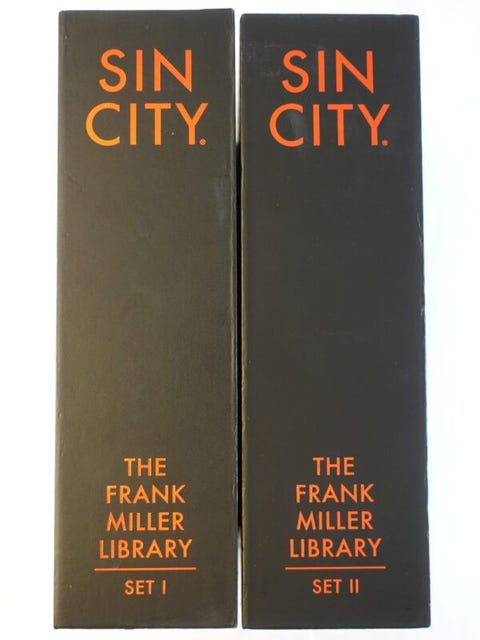 SIN
CITY®
THE
FRANK
MILLER
LIBRARY
SET I
SIN
CITY®
THE
FRANK
MILLER
LIBRARY
SET II